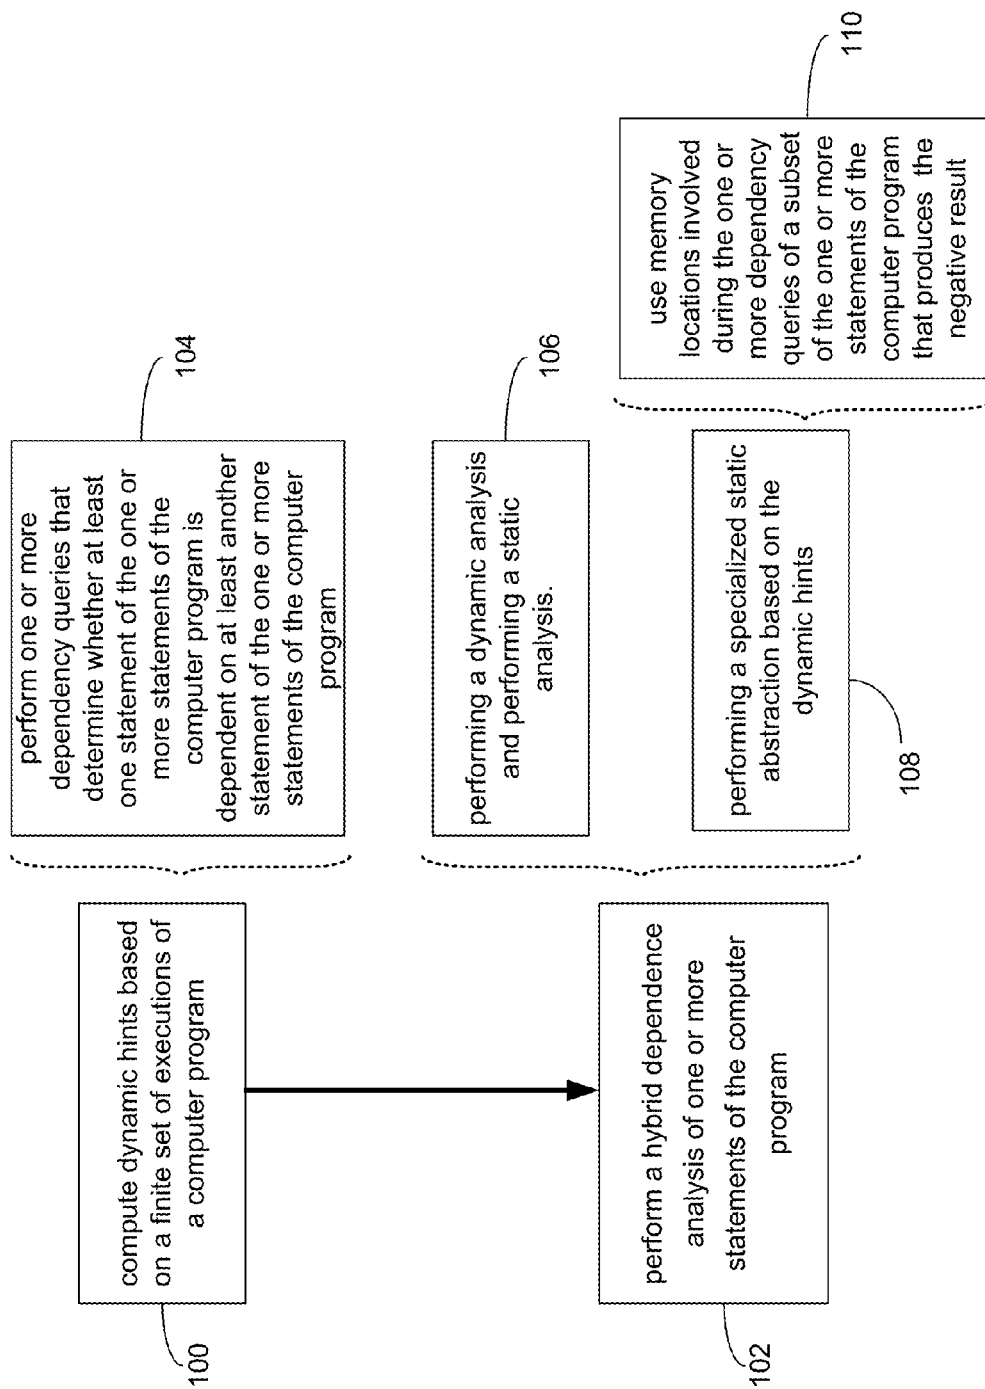 compute dynamic hints based
on a finite set of executions of
a computer program
100
perform one or more
dependency queries that
determine whether at least
one statement of the one or
more statements of the
computer program is
dependent on at least another
statement of the one or more
statements of the computer
program
104
perform a hybrid dependence
analysis of one or more
statements of the computer
program
102
performing a dynamic analysis
and performing a static
analysis.
106
performing a specialized static
abstraction based on the
dynamic hints
108
use memory
locations involved
during the one or
more dependency
queries of a subset
of the one or more
statements of the
computer program
that produces the
negative result
110